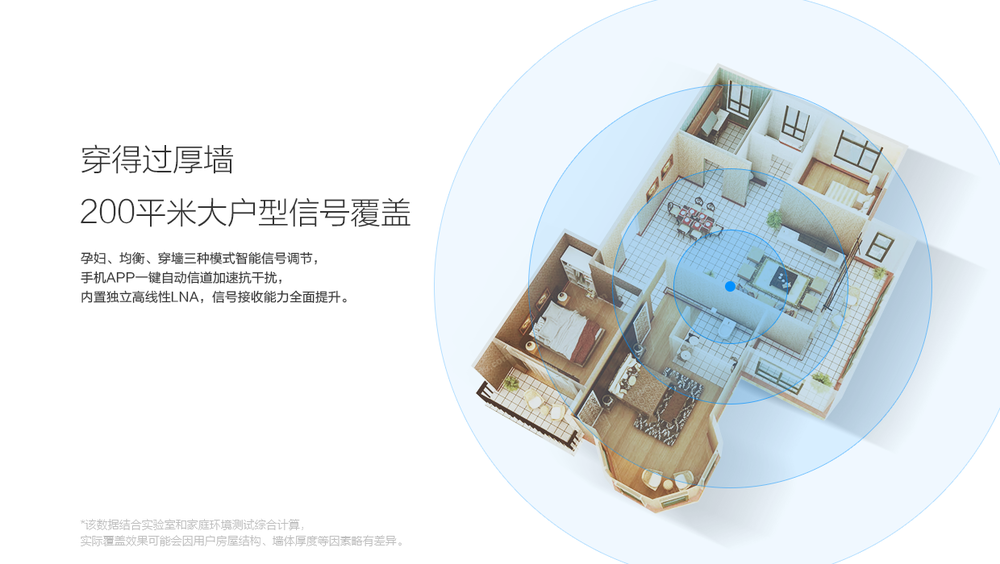 穿得过厚墙
200平米大户型信号覆盖
孕妇、均衡、穿墙三种模式智能信号调节，
手机APP一键自动信道加速抗干扰，
内置独立高线性LNA，信号接收能力全面提升。
*该数据结合实验室和家庭环境测试综合计算，
实际覆盖效果可能会因用户房屋结构、墙体厚度等因素略有差异。